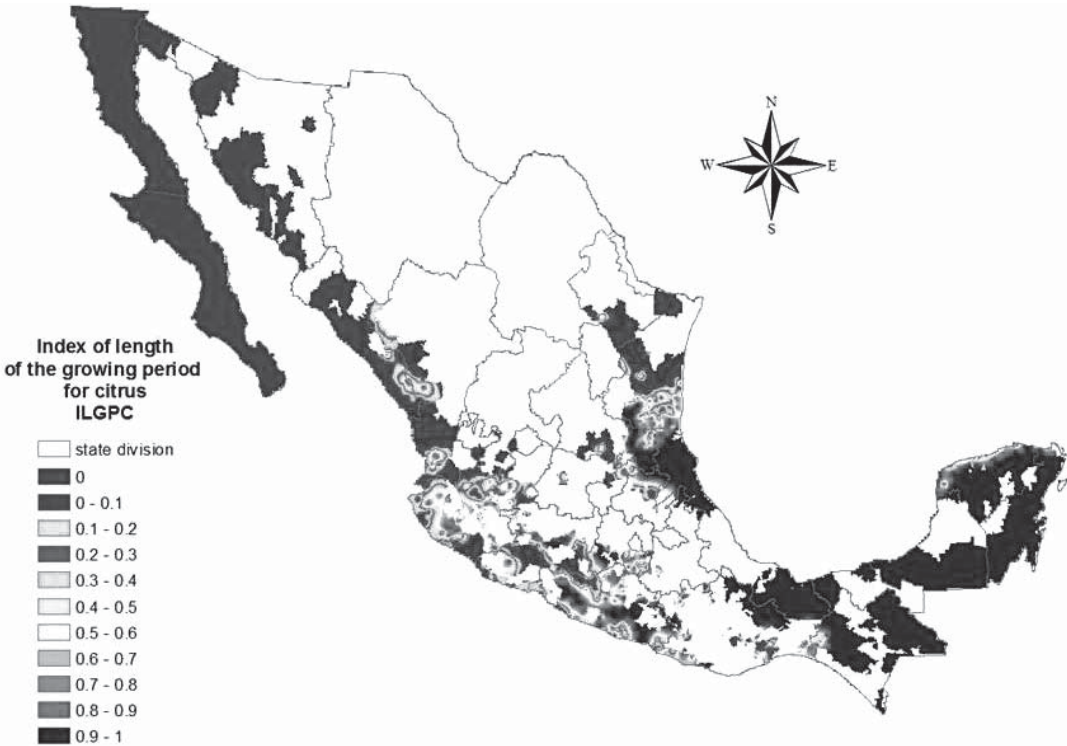 N
W
E
S
Index of length
of the growing period
for citrus
ILGPC
state division
0
0 - 0.1
0.1 - 0.2
0.2 - 0.3
0.3 - 0.4
0.4 - 0.5
0.5 - 0.6
0.6 - 0.7
0.7 - 0.8
0.8 - 0.9
0.9 - 1